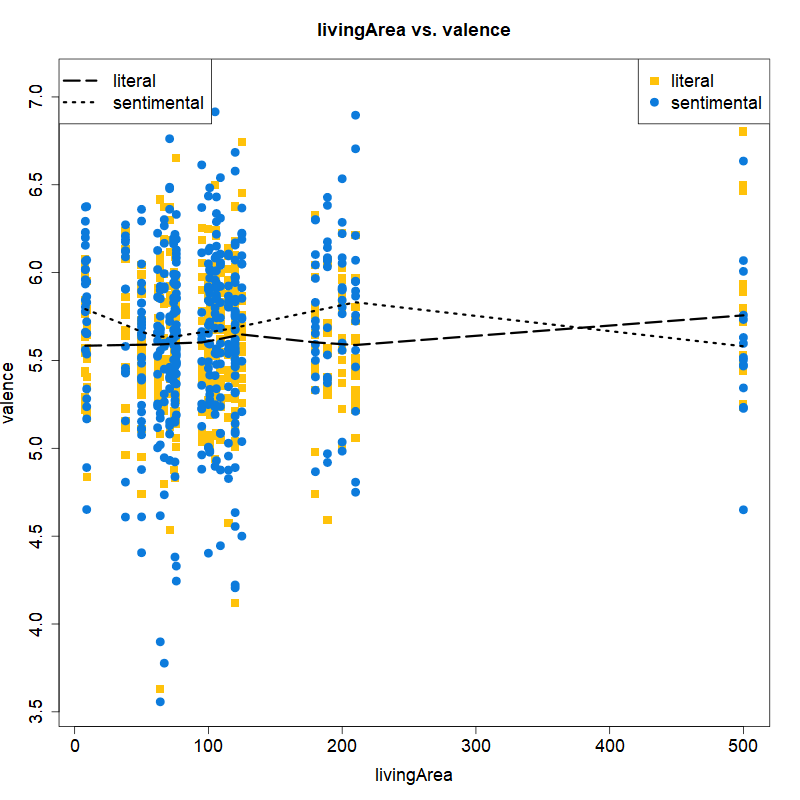 livingArea vs. valence
literal
sentimental
literal
sentimental
valence
7.0
6.5
6.0
5.5
5.0
4.5
4.0
3.5
0 100 200 300 400 500
livingArea